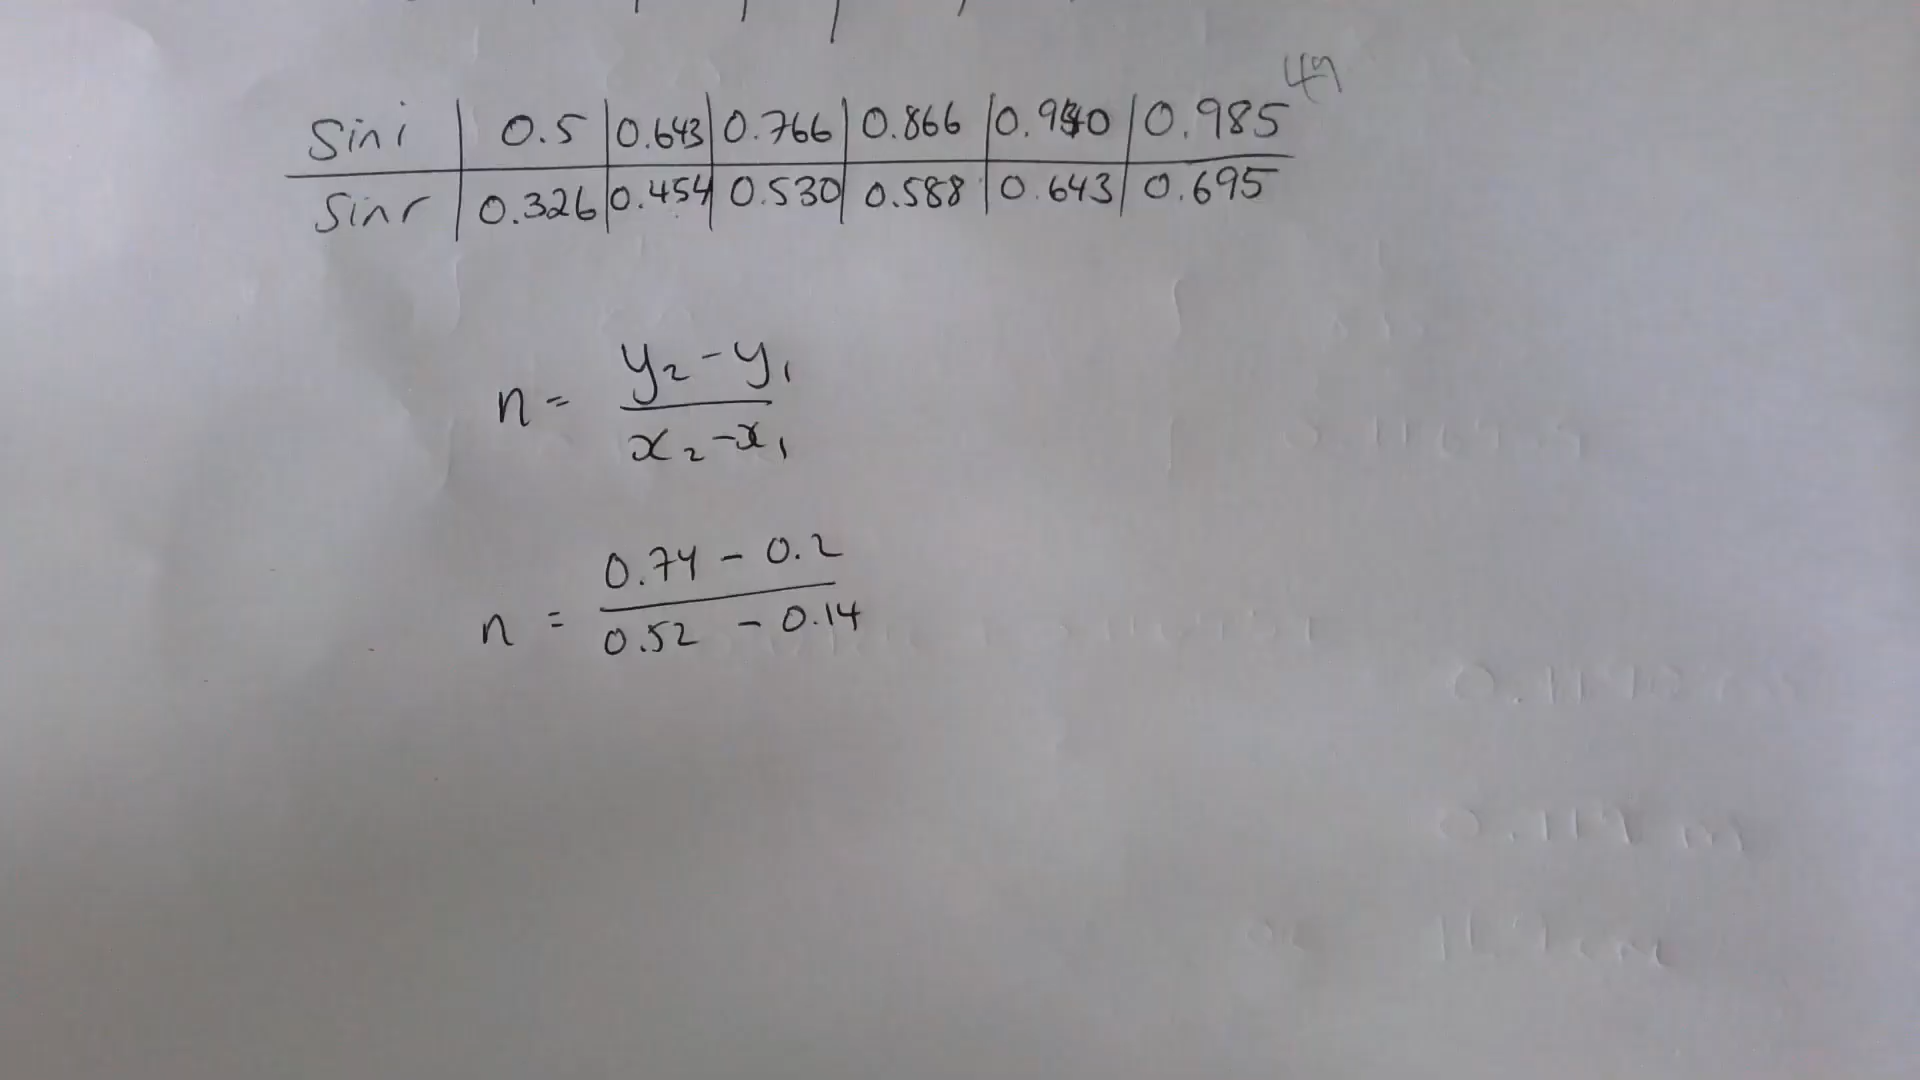 49
Sin i | 0.5 | 0.643 | 0.766 | 0.866 | 0.940 | 0.985
Sin r | 0.326 | 0.454 | 0.530 | 0.588 | 0.643 | 0.695
n = y₂ - y₁ / x₂ - x₁
n = 0.74 - 0.2 / 0.52 - 0.14